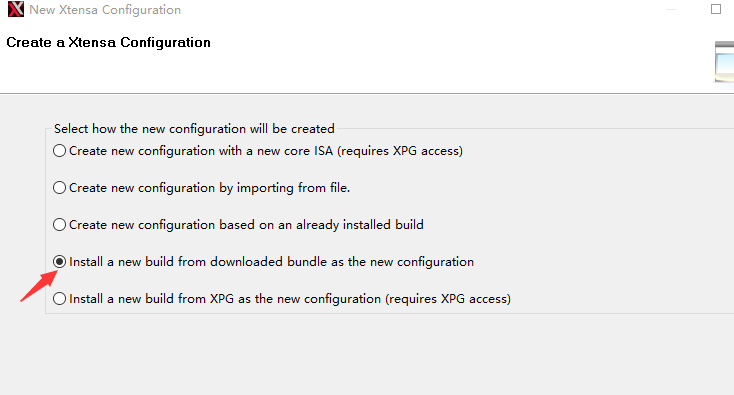 New Xtensa Configuration
Create a Xtensa Configuration
Select how the new configuration will be created
Create new configuration with a new core ISA (requires XPG access)
Create new configuration by importing from file.
Create new configuration based on an already installed build
Install a new build from downloaded bundle as the new configuration
Install a new build from XPG as the new configuration (requires XPG access)